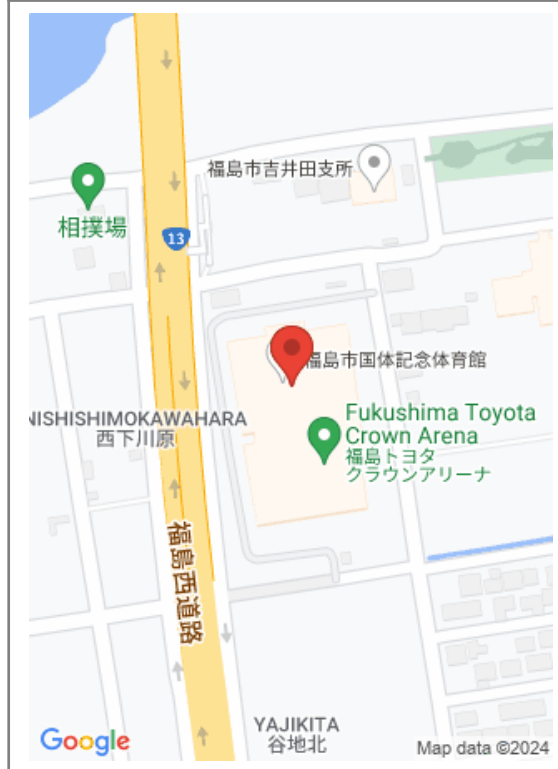 福島市吉井田支所
相撲場
13
福島市国体記念体育館
NISHISHIMOKAWAHARA
西下川原
Fukushima Toyota
Crown Arena
福島トヨタ
クラウンアリーナ
福島西道路
YAJIKITA
谷地北
Google
Map data ©2024